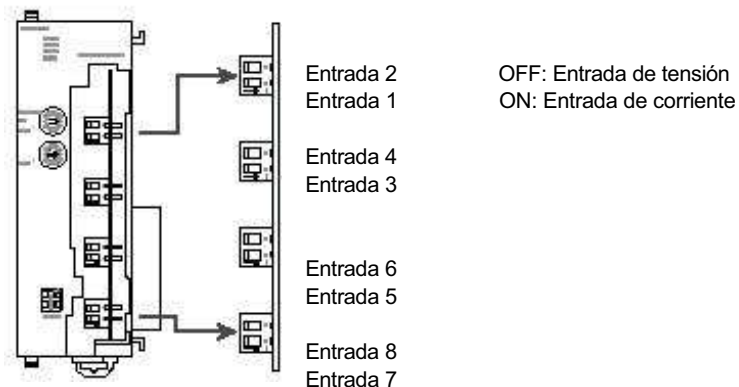 Entrada 2 OFF: Entrada de tensión
Entrada 1 ON: Entrada de corriente
Entrada 4
Entrada 3
Entrada 6
Entrada 5
Entrada 8
Entrada 7